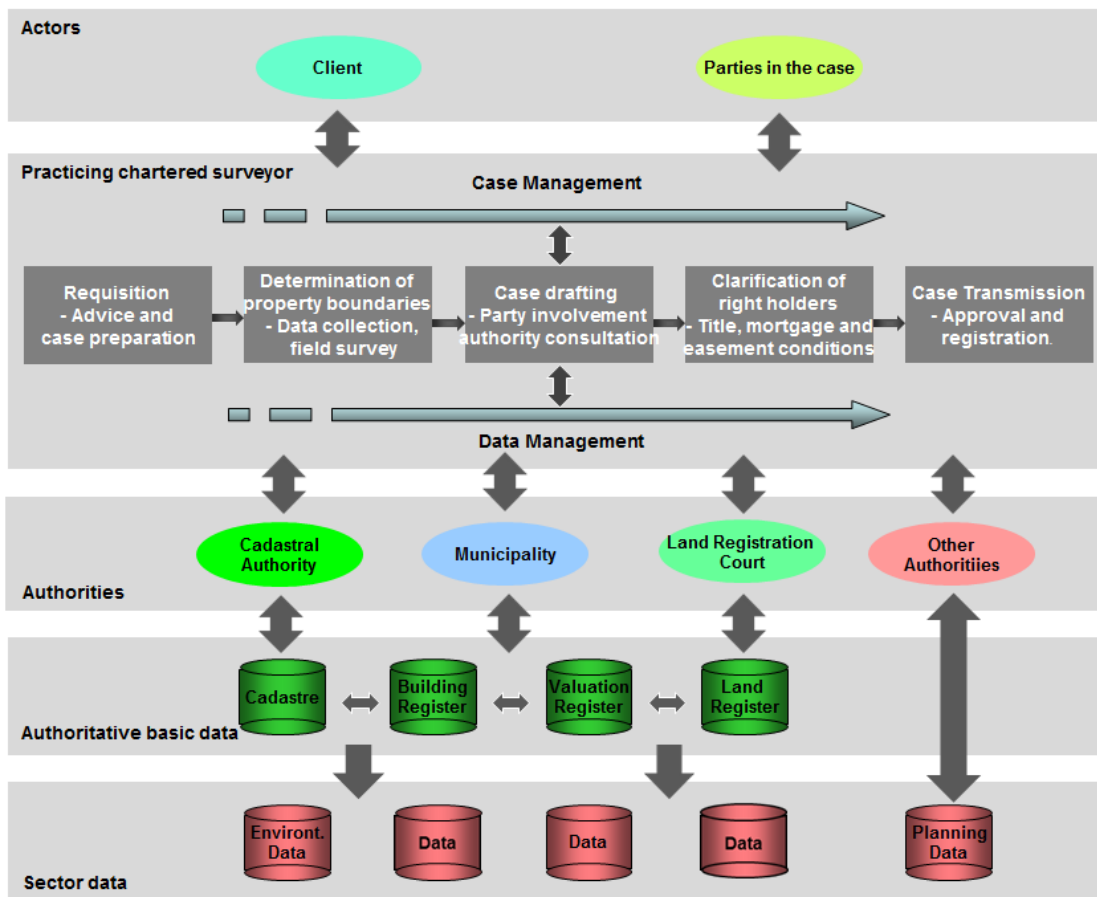 Actors
Client
Parties in the case
Practicing chartered surveyor
Case Management
Requisition
- Advice and
case preparation
Determination of
property boundaries
- Data collection,
field survey
Case drafting
- Party involvement
authority consultation
Clarification of
right holders
- Title, mortgage and
easement conditions
Case Transmission
- Approval and
registration.
Data Management
Cadastral
Authority
Municipality
Land Registration
Court
Other
Authoritiies
Authorities
Cadastre
Building
Register
Valuation
Register
Land
Register
Authoritative basic data
Environt.
Data
Data
Data
Data
Planning
Data
Sector data